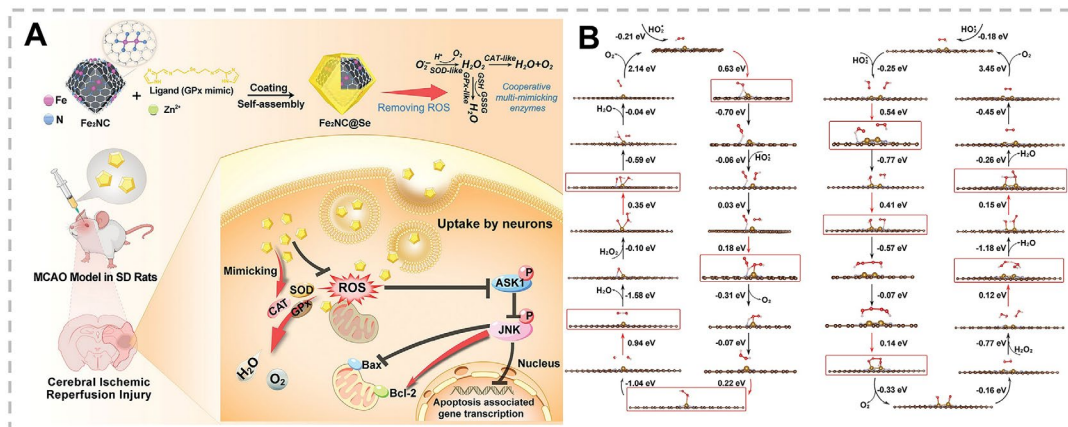 A
Fe
N
Fe₂NC
+
Ligand (GPx mimic)
Zn²⁺
Coating
Self-assembly
Fe₂NC@Se
Removing ROS
O₂•⁻ H⁺ O₂ H₂O₂ CAT-like H₂O+O₂
SOD-like
GPx-like
GSH
GSSG
H₂O
Cooperative
multi-mimicking
enzymes
MCAO Model in SD Rats
Cerebral Ischemic
Reperfusion Injury
Uptake by neurons
Mimicking
CAT
SOD
GPx
ROS
H₂O
O₂
ASK1
P
JNK
P
Bax
Bcl-2
Nucleus
Apoptosis associated
gene transcription
B
-0.21 eV
HO₂•
O₂
2.14 eV
H₂O
-0.04 eV
-0.59 eV
0.35 eV
H₂O₂
-0.10 eV
H₂O
-1.58 eV
0.94 eV
-1.04 eV
0.63 eV
-0.70 eV
-0.06 eV
HO₂•
0.03 eV
0.18 eV
-0.31 eV
O₂
-0.07 eV
0.22 eV
HO₂•
-0.18 eV
HO₂•
-0.25 eV
0.54 eV
-0.77 eV
0.41 eV
-0.57 eV
-0.07 eV
0.14 eV
-0.33 eV
O₂
O₂
3.45 eV
-0.45 eV
-0.26 eV
H₂O
0.15 eV
-1.18 eV
H₂O
0.12 eV
-0.77 eV
H₂O₂
-0.16 eV